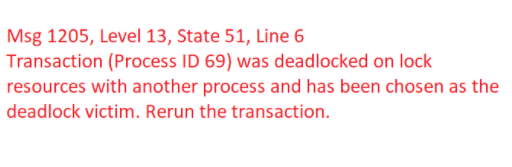 Msg 1205, Level 13, State 51, Line 6
Transaction (Process ID 69) was deadlocked on lock
resources with another process and has been chosen as the
deadlock victim. Rerun the transaction.